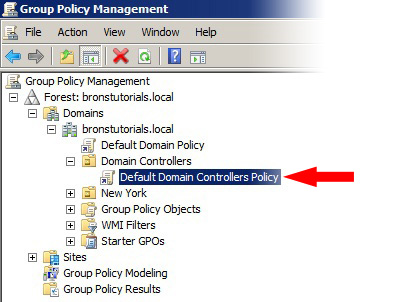 Group Policy Management
File Action View Window Help
Group Policy Management
Forest: bronstutorials.local
Domains
bronstutorials.local
Default Domain Policy
Domain Controllers
Default Domain Controllers Policy
New York
Group Policy Objects
WMI Filters
Starter GPOs
Sites
Group Policy Modeling
Group Policy Results